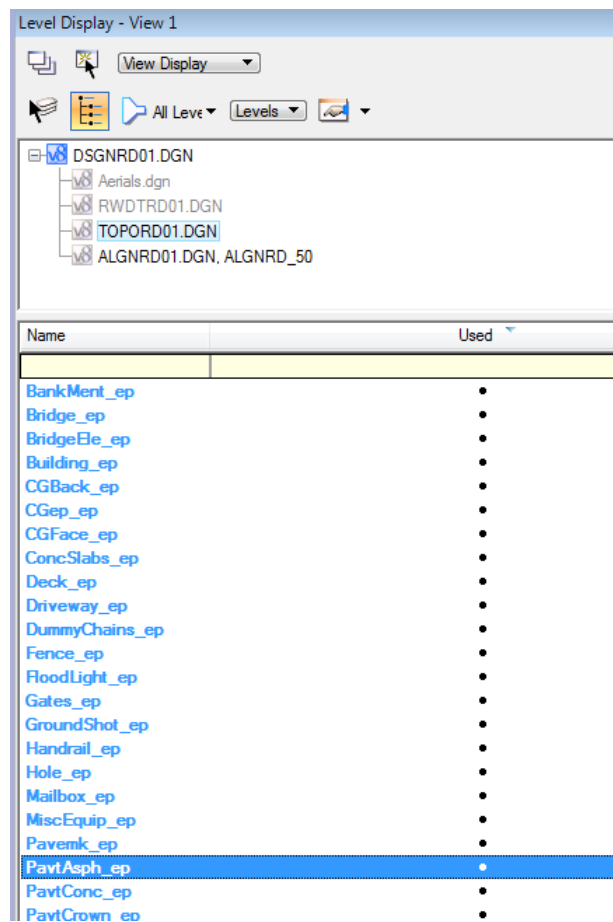 Level Display - View 1
View Display
All Leve
Levels
DSGNRD01.DGN
Aerials.dgn
RWDTRD01.DGN
TOPORD01.DGN
ALGNRD01.DGN, ALGNRD_50
Name Used
BankMent_ep
Bridge_ep
BridgeEle_ep
Building_ep
CGBack_ep
CGep_ep
CGFace_ep
ConcSlabs_ep
Deck_ep
Driveway_ep
DummyChains_ep
Fence_ep
FloodLight_ep
Gates_ep
GroundShot_ep
Handrail_ep
Hole_ep
Mailbox_ep
MiscEquip_ep
Pavemk_ep
PavtAsph_ep
PavtConc_ep
PavtCrown_ep